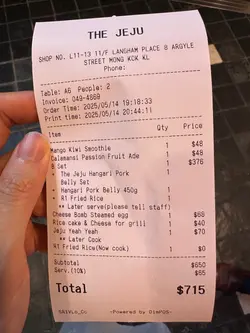 THE JEJU
SHOP NO. L11-13 11/F LANGHAM PLACE 8 ARGYLE
STREET MONG KCK KL
Phone:
Table: A6 People: 2
Invoice: 049-4869
Order Time: 2025/05/14 19:18:33
Print time: 2025/05/14 20:44:11
Item Qty Price
Mango Kiwi Smoothie 1 $48
Calamansi Passion Fruit Ade 1 $48
B Set 1 $376
* The Jeju Hangari Pork 1
Belly Set
+ Hangari Pork Belly 450g 1
+ R1 Fried Rice 1
** Later serve(please tell staff)
Cheese Bomb Steamed egg 1 $68
Rice cake & Cheese for grill 1 $40
Jeju Yeah Yeah 1 $70
** Later Cook
R1 Fried Rice(Now cook) 1 $0
Subtotal $650
Serv.(10%) $65
Total $715
-Powered by DimPOS-